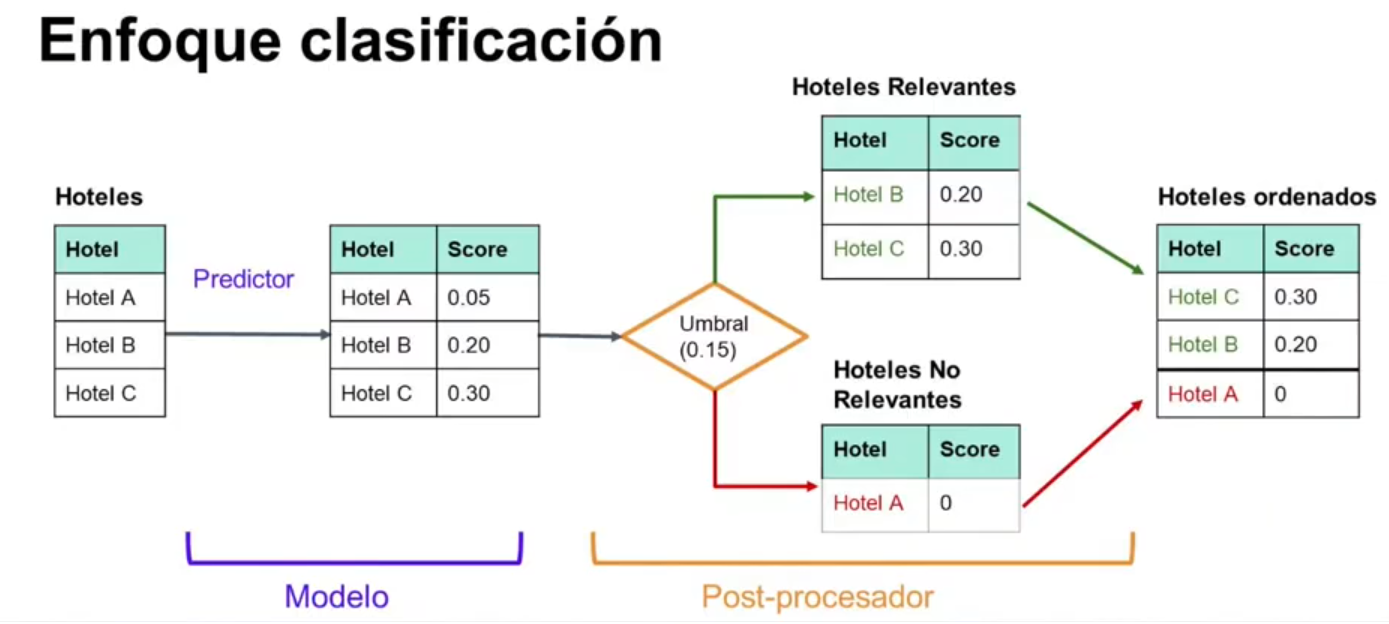 Enfoque clasificación
Hoteles
Hotel
Hotel A
Hotel B
Hotel C
Predictor
Hotel Score
Hotel A 0.05
Hotel B 0.20
Hotel C 0.30
Umbral
(0.15)
Hoteles Relevantes
Hotel Score
Hotel B 0.20
Hotel C 0.30
Hoteles No
Relevantes
Hotel Score
Hotel A 0
Hoteles ordenados
Hotel Score
Hotel C 0.30
Hotel B 0.20
Hotel A 0
Modelo
Post-procesador